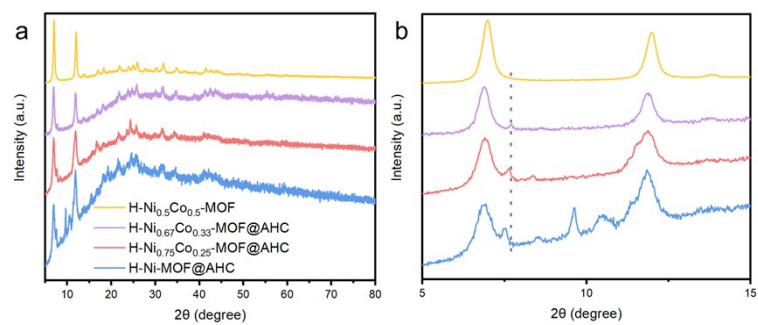 a
Intensity (a.u.)
H-Ni0.5Co0.5-MOF
H-Ni0.67Co0.33-MOF@AHC
H-Ni0.75Co0.25-MOF@AHC
H-Ni-MOF@AHC
10 20 30 40 50 60 70 80
2θ (degree)
b
Intensity (a.u.)
5 10 15
2θ (degree)